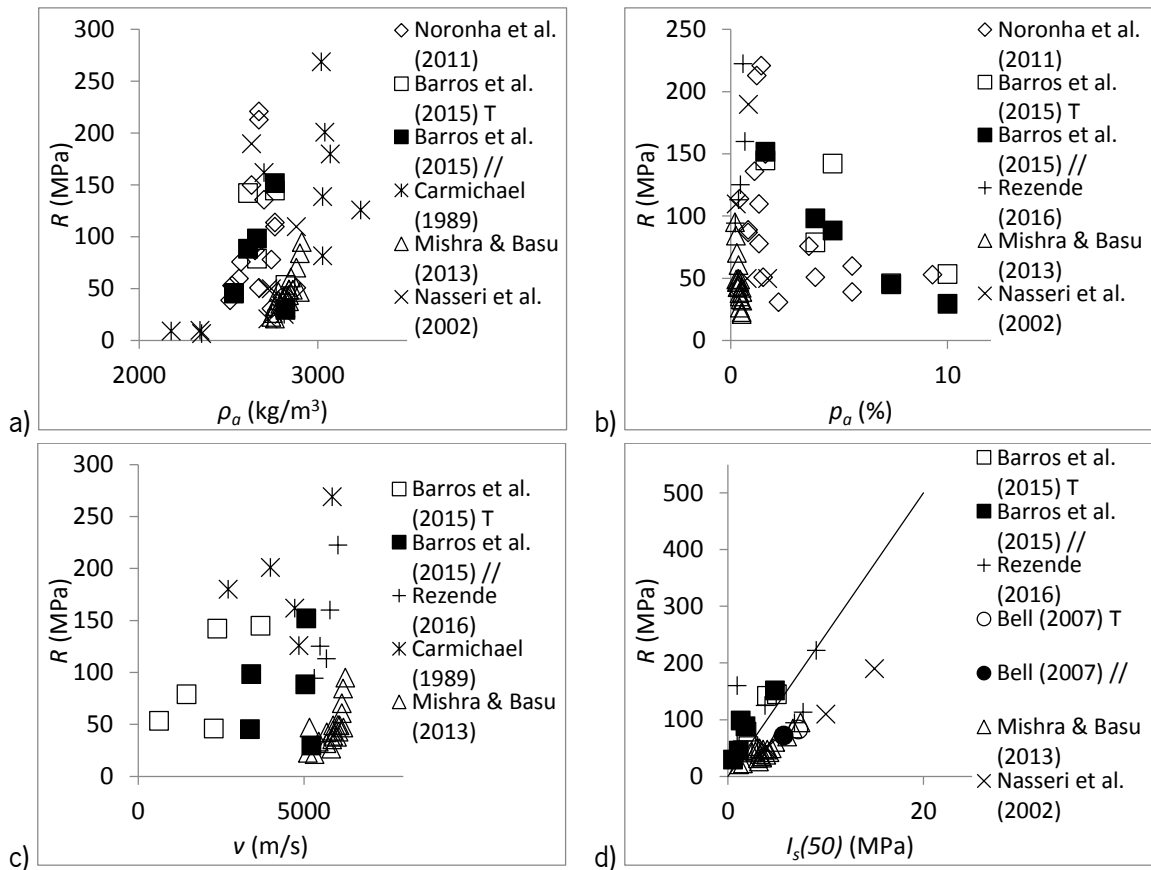 300
250
200
150
100
50
0
R (MPa)
2000
3000
ρa (kg/m³)
Noronha et al.
(2011)
Barros et al.
(2015) T
Barros et al.
(2015) //
Carmichael
(1989)
Mishra & Basu
(2013)
Nasseri et al.
(2002)
a)
250
200
150
100
50
0
R (MPa)
0
10
pa (%)
Noronha et al.
(2011)
Barros et al.
(2015) T
Barros et al.
(2015) //
Rezende
(2016)
Mishra & Basu
(2013)
Nasseri et al.
(2002)
b)
300
250
200
150
100
50
0
R (MPa)
0
5000
v (m/s)
Barros et al.
(2015) T
Barros et al.
(2015) //
Rezende
(2016)
Carmichael
(1989)
Mishra & Basu
(2013)
c)
500
400
300
200
100
0
R (MPa)
0
20
Is(50) (MPa)
Barros et al.
(2015) T
Barros et al.
(2015) //
Rezende
(2016)
Bell (2007) T
Bell (2007) //
Mishra & Basu
(2013)
Nasseri et al.
(2002)
d)